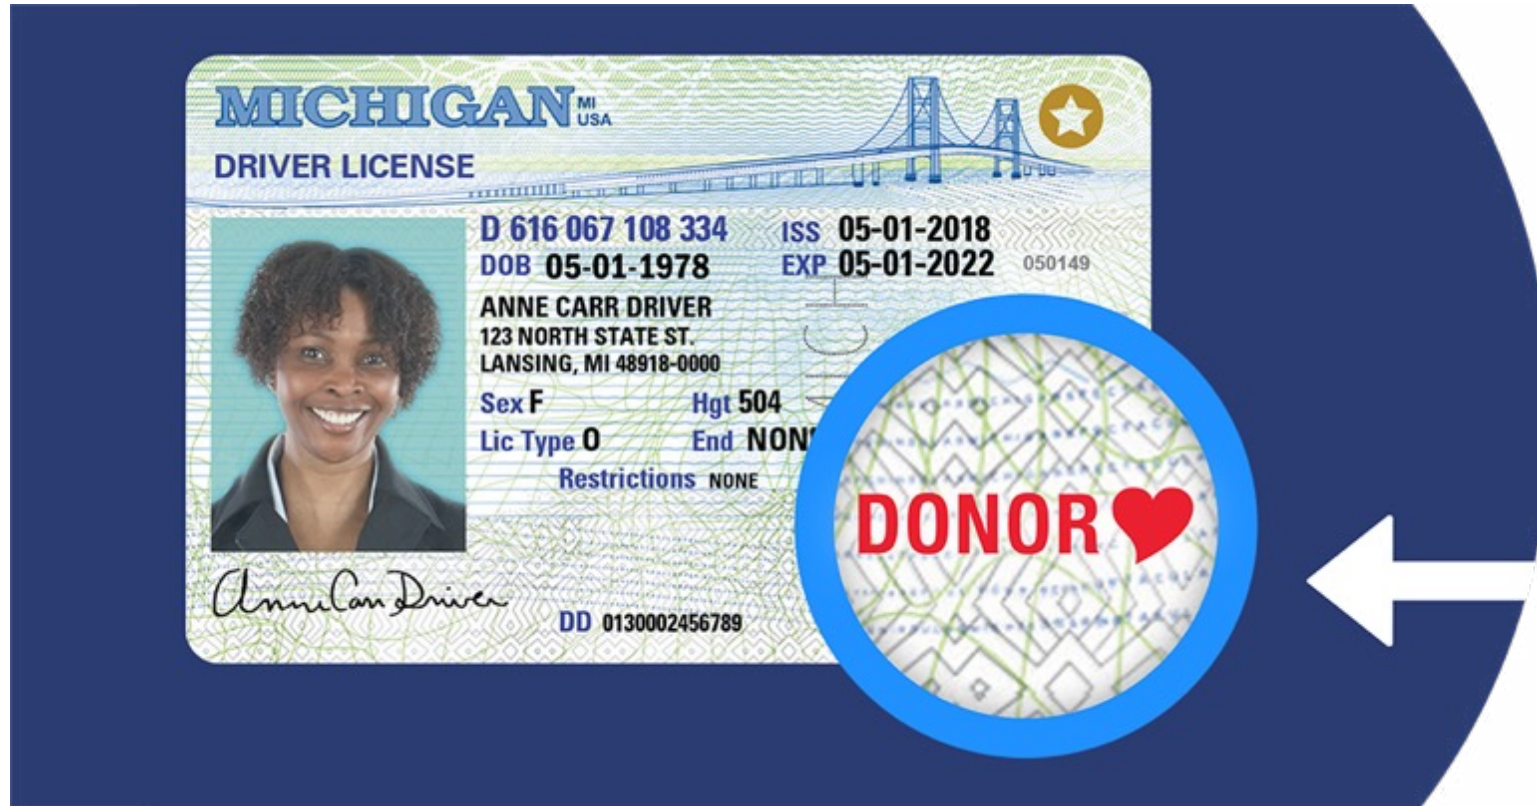 MICHIGAN MI USA
DRIVER LICENSE
D 616 067 108 334 ISS 05-01-2018
DOB 05-01-1978 EXP 05-01-2022 050149
ANNE CARR DRIVER
123 NORTH STATE ST.
LANSING, MI 48918-0000
Sex F Hgt 504
Lic Type O End NON
Restrictions NONE
DONOR
Anne Carr Driver
DD 0130002456789